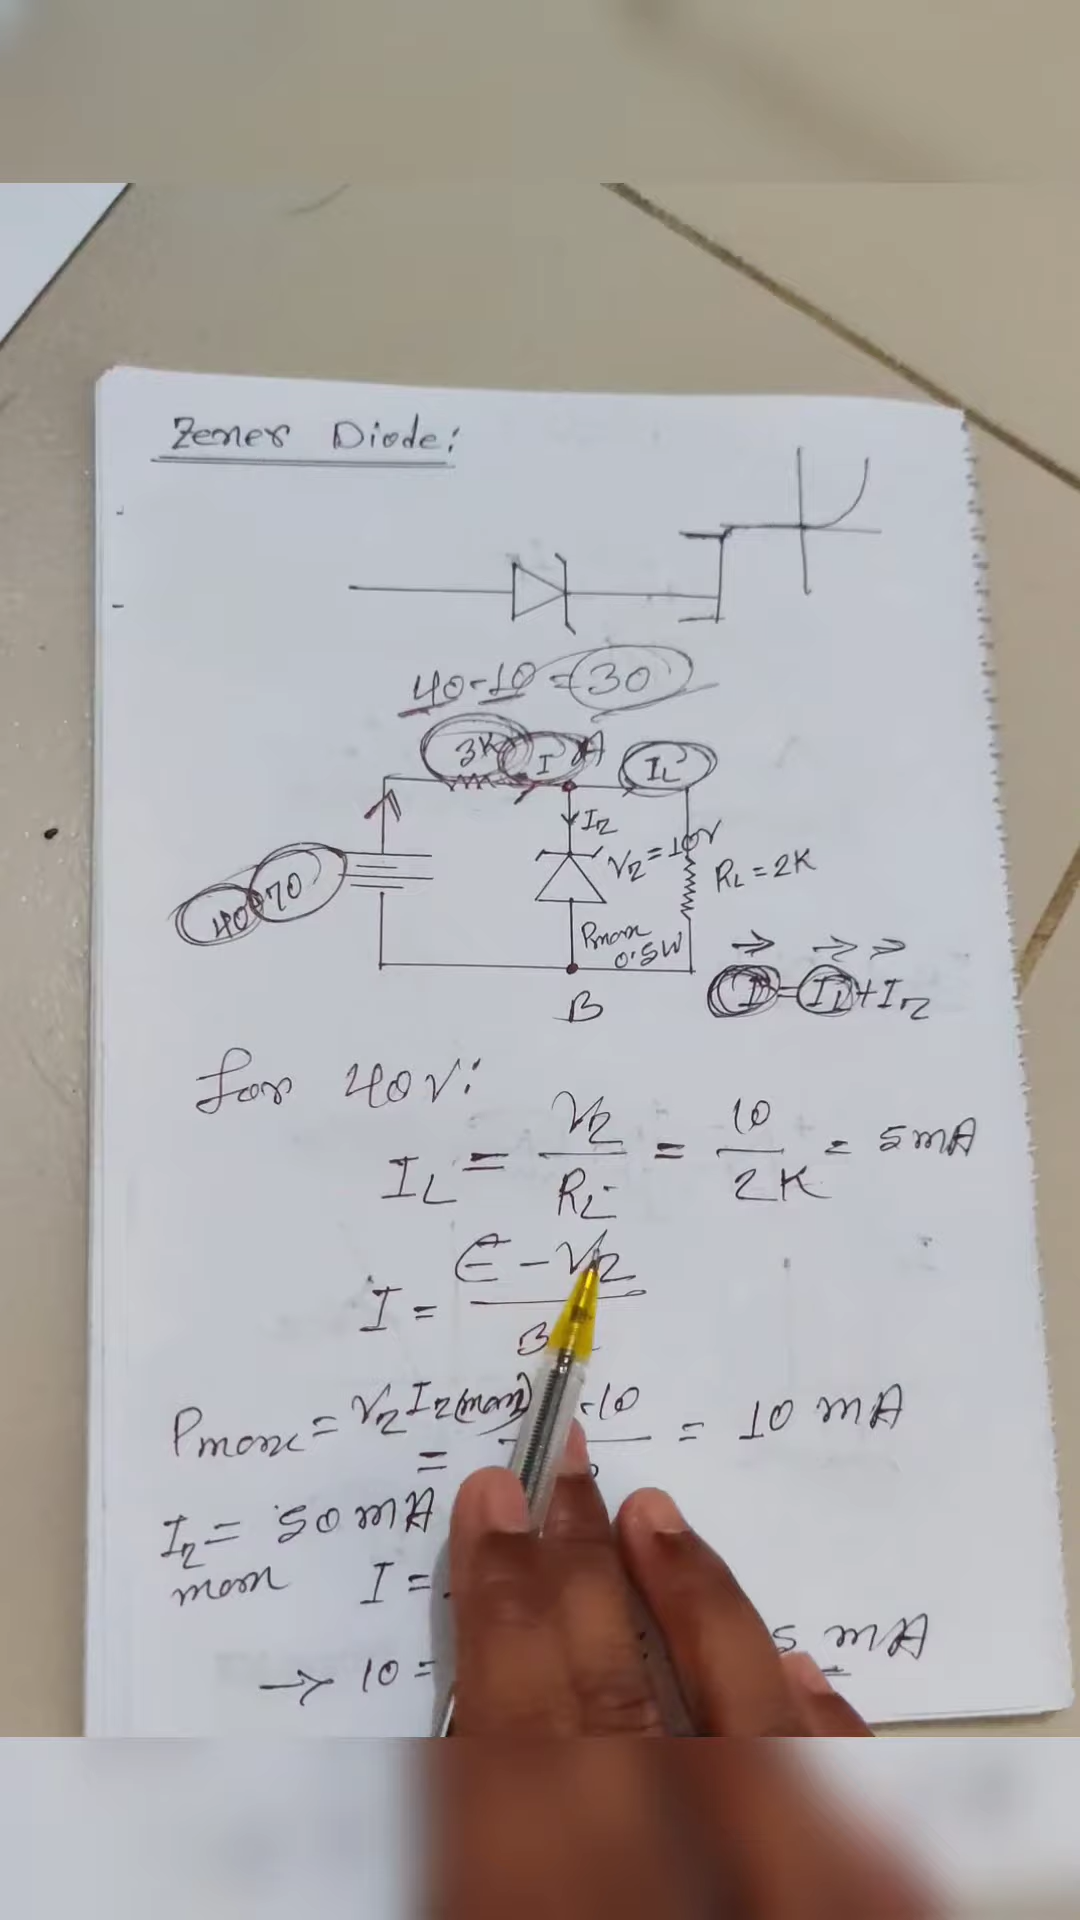 Zener Diode:
40-10 = 30
3K I A IL
IZ
VZ = 10V
RL = 2K
40-70
Pmax
0.5W
I = IL + IZ
B
for 40V:
IL = VZ / RL = 10 / 2K = 5mA
I = E - VZ
Pmax = VZ IZ(max) -10 = 10 mA
=
IZ = 50mA
max I =
→ 10 = 5 mA